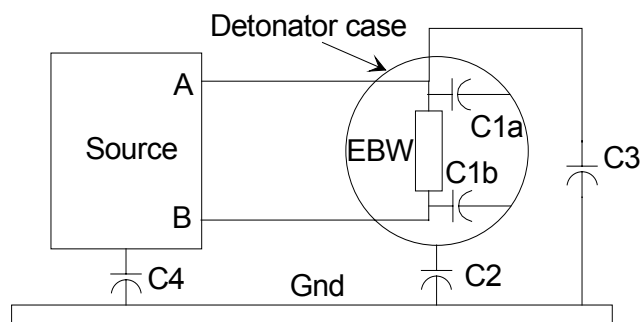 Detonator case
A
C1a
Source
EBW
C3
C1b
B
C4
Gnd
C2